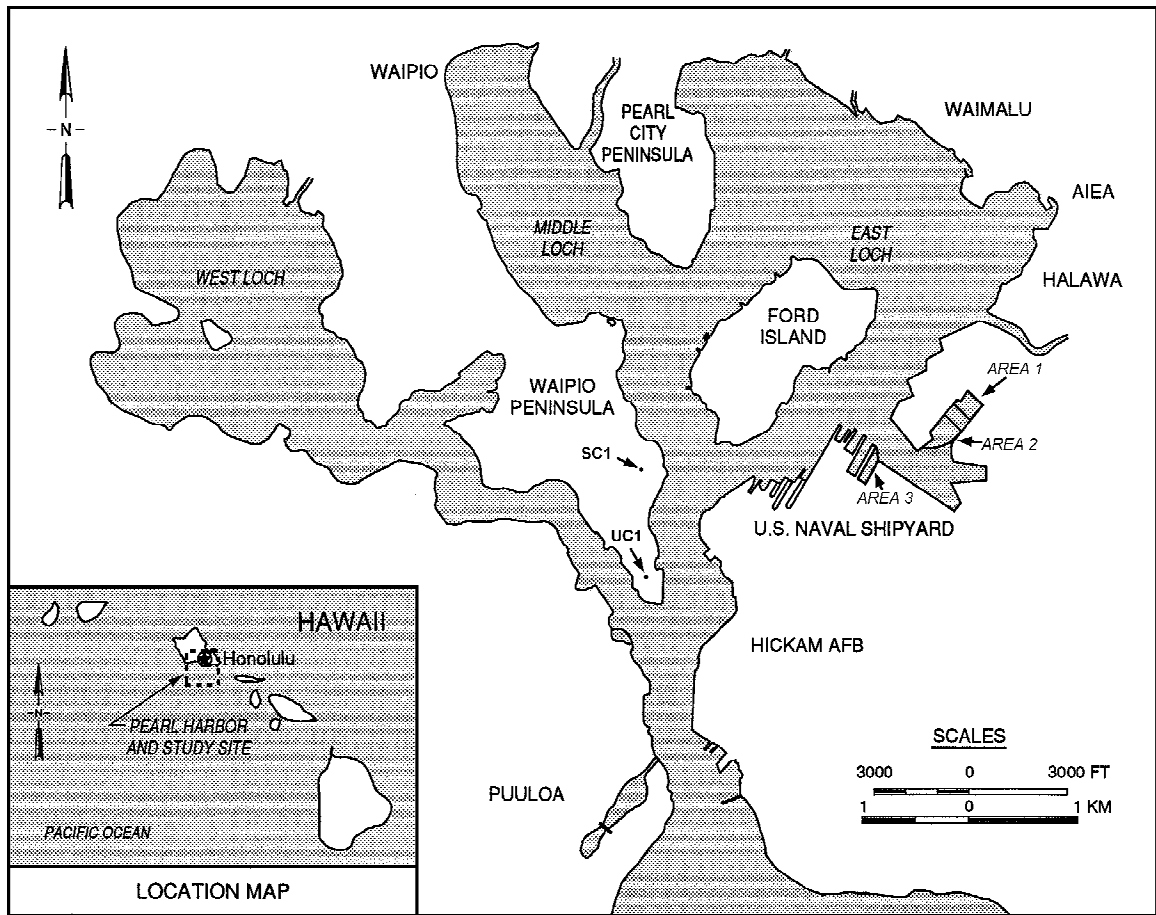 WAIPIO
- N -
PEARL
CITY
PENINSULA
WAIMALU
AIEA
MIDDLE
LOCH
EAST
LOCH
WEST LOCH
HALAWA
FORD
ISLAND
AREA 1
WAIPIO
PENINSULA
AREA 2
SC1
AREA 3
U.S. NAVAL SHIPYARD
UC1
HICKAM AFB
PUULOA
SCALES
3000 0 3000 FT
1 0 1 KM
HAWAII
Honolulu
-N-
PEARL HARBOR
AND STUDY SITE
PACIFIC OCEAN
LOCATION MAP